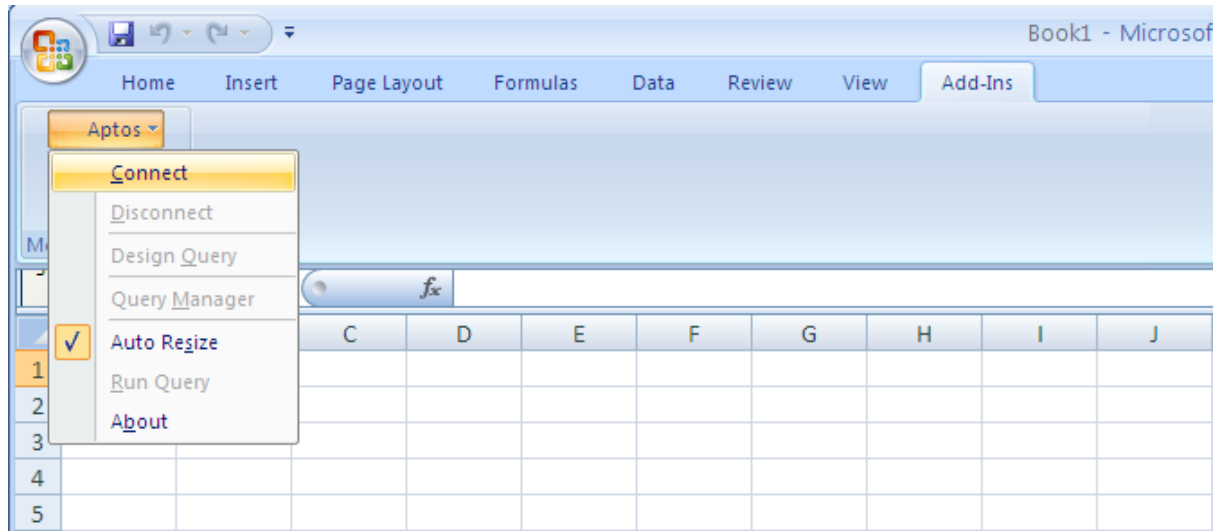 Book1 - Microsof
Home Insert Page Layout Formulas Data Review View Add-Ins
Aptos
Connect
Disconnect
Design Query
Query Manager
Auto Resize
Run Query
About
fx
C D E F G H I J
1
2
3
4
5